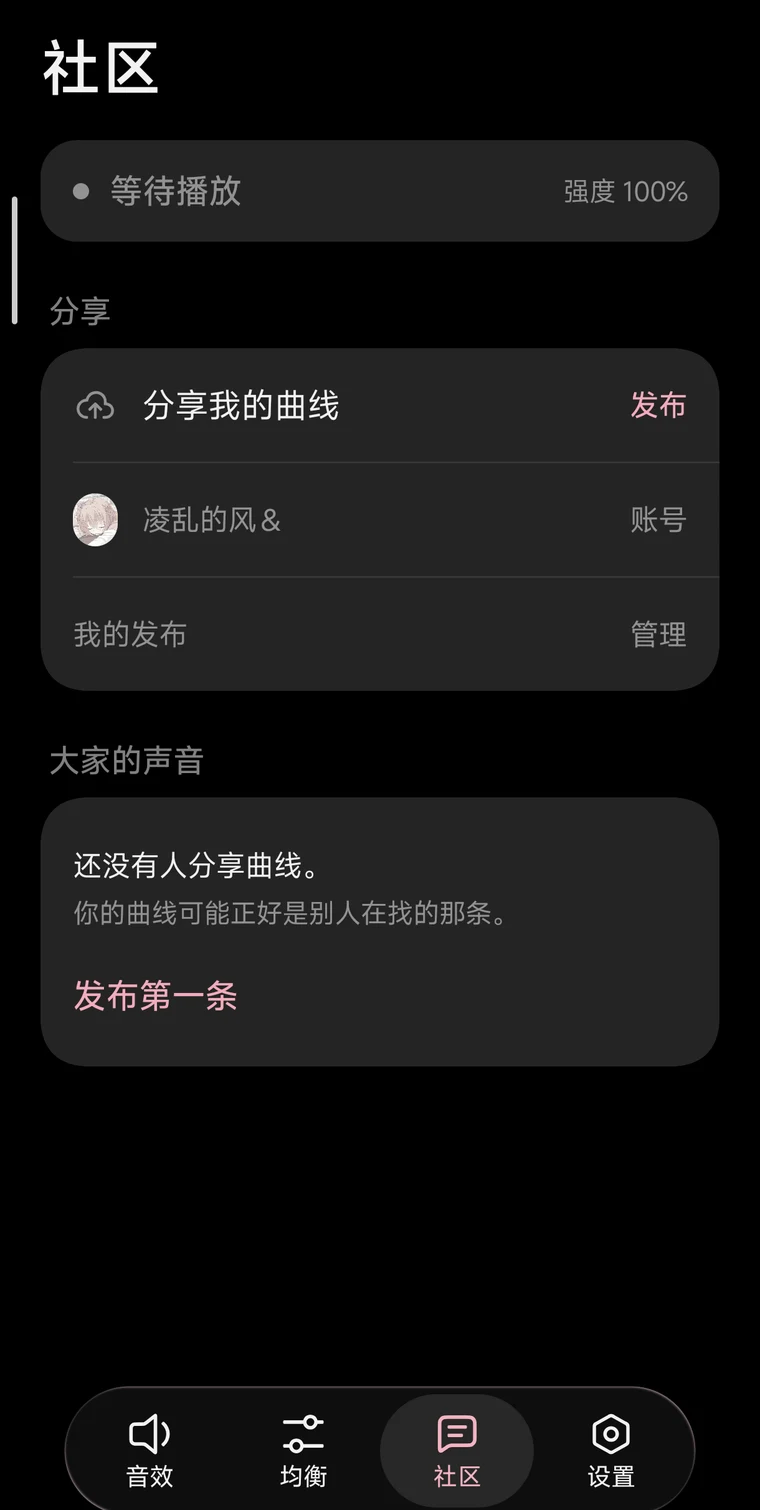 社区
等待播放 强度 100%
分享
分享我的曲线 发布
凌乱的风& 账号
我的发布 管理
大家的声音
还没有人分享曲线。
你的曲线可能正好是别人在找的那条。
发布第一条
音效 均衡 社区 设置